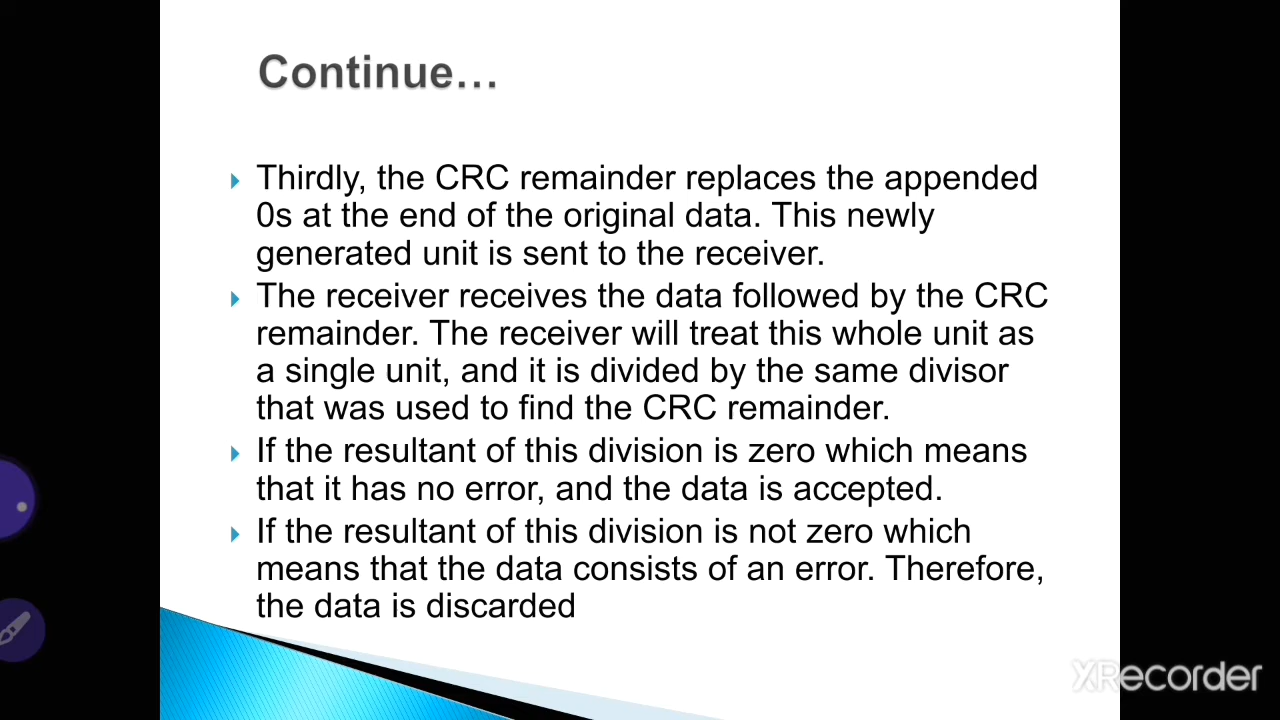 Continue…
Thirdly, the CRC remainder replaces the appended
0s at the end of the original data. This newly
generated unit is sent to the receiver.
The receiver receives the data followed by the CRC
remainder. The receiver will treat this whole unit as
a single unit, and it is divided by the same divisor
that was used to find the CRC remainder.
If the resultant of this division is zero which means
that it has no error, and the data is accepted.
If the resultant of this division is not zero which
means that the data consists of an error. Therefore,
the data is discarded
XRecorder